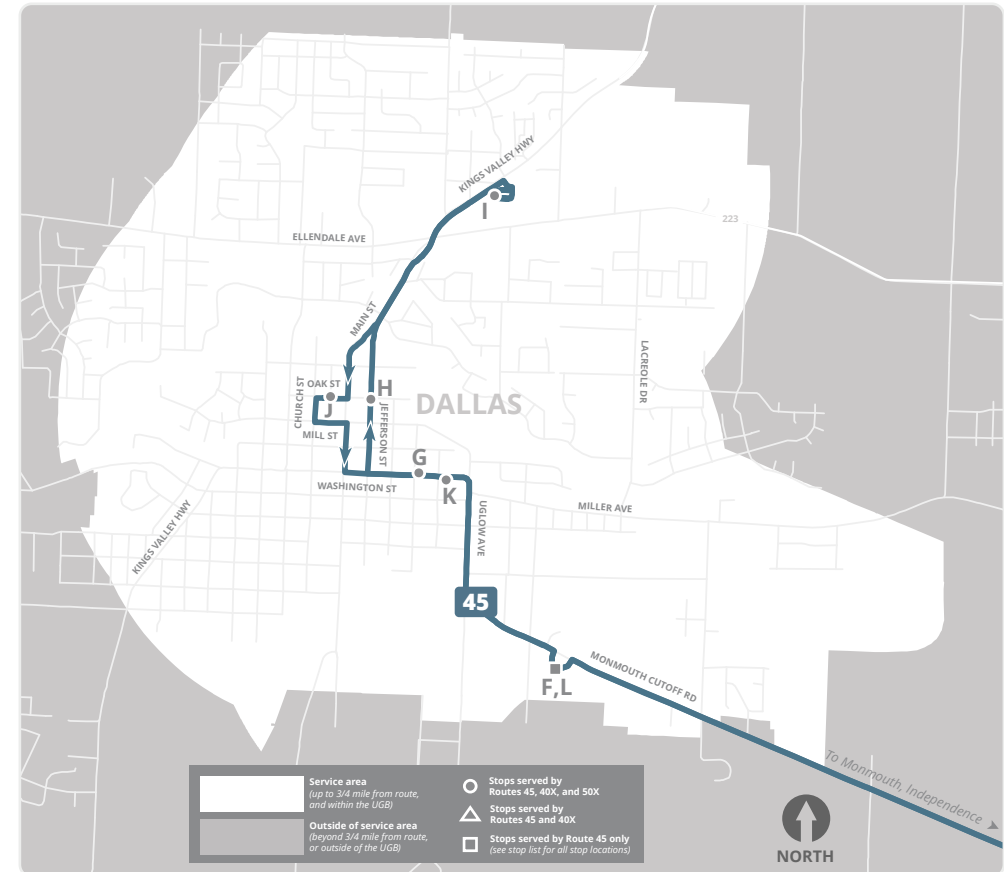 KINGS VALLEY HWY
I
223
ELLENDALE AVE
MAIN ST
LACREOLE DR
CHURCH ST
OAK ST
H
J
DALLAS
JEFFERSON ST
MILL ST
G
WASHINGTON ST
K
UGLOW AVE
MILLER AVE
KINGS VALLEY HWY
45
MONMOUTH CUTOFF RD
F,L
To Monmouth, Independence
Service area
(up to 3/4 mile from route,
and within the UGB)
Outside of service area
(beyond 3/4 mile from route,
or outside of the UGB)
Stops served by
Routes 45, 40X, and 50X
Stops served by
Routes 45 and 40X
Stops served by Route 45 only
(see stop list for all stop locations)
NORTH